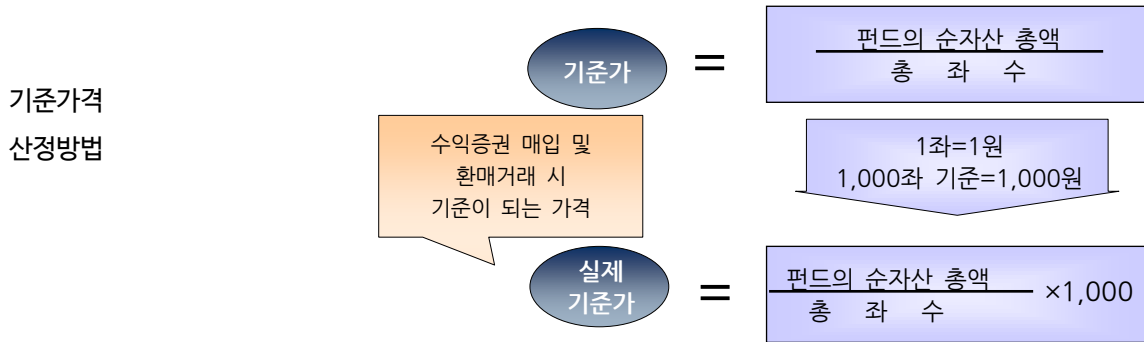 기준가격
산정방법
기준가
=
펀드의 순자산 총액
총 좌 수
수익증권 매입 및
환매거래 시
기준이 되는 가격
1좌=1원
1,000좌 기준=1,000원
실제
기준가
=
펀드의 순자산 총액
총 좌 수
×1,000